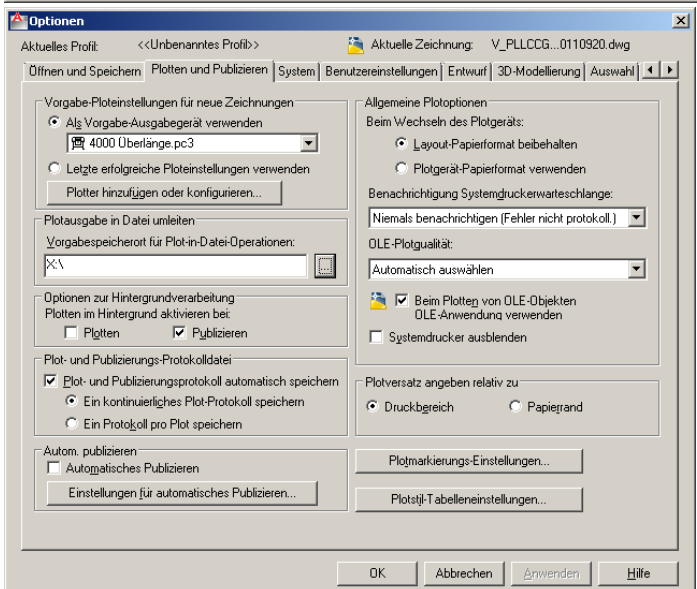 Optionen
Aktuelles Profil: <<Unbenanntes Profil>> Aktuelle Zeichnung: V_PLLCCG...0110920.dwg
Öffnen und Speichern Plotten und Publizieren System Benutzereinstellungen Entwurf 3D-Modellierung Auswahl
Vorgabe-Ploteinstellungen für neue Zeichnungen
Als Vorgabe-Ausgabegerät verwenden
4000 Überlänge.pc3
Letzte erfolgreiche Ploteinstellungen verwenden
Plotter hinzufügen oder konfigurieren...
Plotausgabe in Datei umleiten
Vorgabespeicherort für Plot-in-Datei-Operationen:
X:\
...
Optionen zur Hintergrundverarbeitung
Plotten im Hintergrund aktivieren bei:
Plotten Publizieren
Plot- und Publizierungs-Protokolldatei
Plot- und Publizierungsprotokoll automatisch speichern
Ein kontinuierliches Plot-Protokoll speichern
Ein Protokoll pro Plot speichern
Autom. publizieren
Automatisches Publizieren
Einstellungen für automatisches Publizieren...
Allgemeine Plotoptionen
Beim Wechseln des Plotgeräts:
Layout-Papierformat beibehalten
Plotgerät-Papierformat verwenden
Benachrichtigung Systemdruckerwarteschlange:
Niemals benachrichtigen (Fehler nicht protokoll.)
OLE-Plotqualität:
Automatisch auswählen
Beim Plotten von OLE-Objekten
OLE-Anwendung verwenden
Systemdrucker ausblenden
Plotversatz angeben relativ zu
Druckbereich Papierrand
Plotmarkierungs-Einstellungen...
Plotstil-Tabelleneinstellungen...
OK Abbrechen Anwenden Hilfe